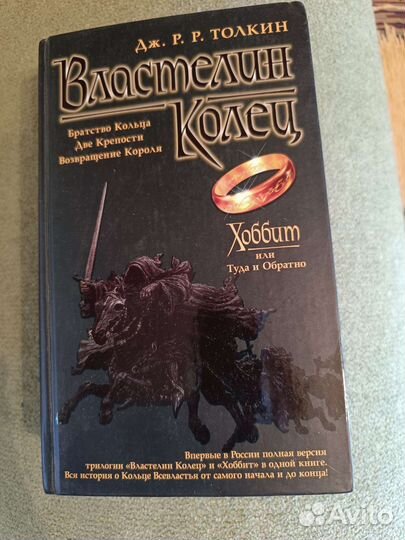 Дж. Р. Р. ТОЛКИН
Властелин
Колец
Братство Кольца
Две Крепости
Возвращение Короля
Хоббит
или
Туда и Обратно
Впервые в России полная версия
трилогии «Властелин Колец» и «Хоббит" в одной книге.
Вся история о Кольце Всевластья от самого начала и до конца!
Avito